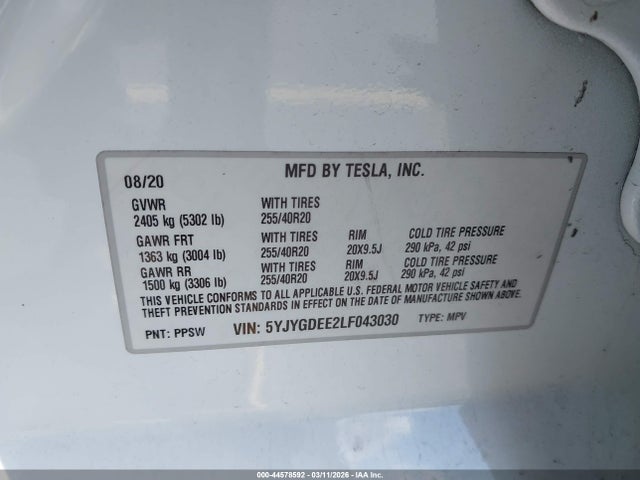 MFD BY TESLA, INC.
08/20
GVWR WITH TIRES
2405 kg (5302 lb) 255/40R20
GAWR FRT WITH TIRES RIM COLD TIRE PRESSURE
1363 kg (3004 lb) 255/40R20 20X9.5J 290 kPa, 42 psi
GAWR RR WITH TIRES RIM COLD TIRE PRESSURE
1500 kg (3306 lb) 255/40R20 20X9.5J 290 kPa, 42 psi
THIS VEHICLE CONFORMS TO ALL APPLICABLE U.S. FEDERAL MOTOR VEHICLE SAFETY AND
THEFT PREVENTION STANDARDS IN EFFECT ON THE DATE OF MANUFACTURE SHOWN ABOVE.
PNT: PPSW VIN: 5YJYGDEE2LF043030 TYPE: MPV
000-44578592 - 03/11/2026 - IAA Inc.